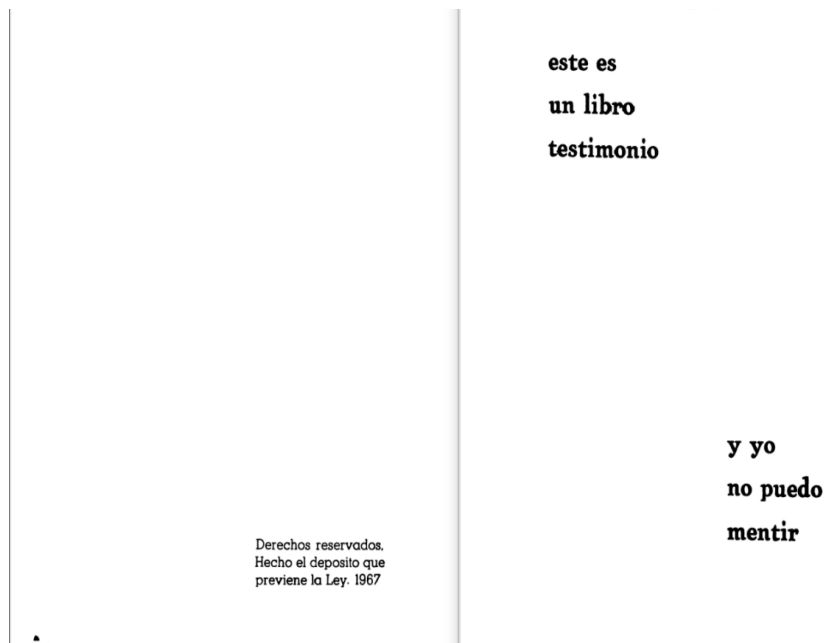 Derechos reservados,
Hecho el deposito que
previene la Ley. 1967
este es
un libro
testimonio
y yo
no puedo
mentir